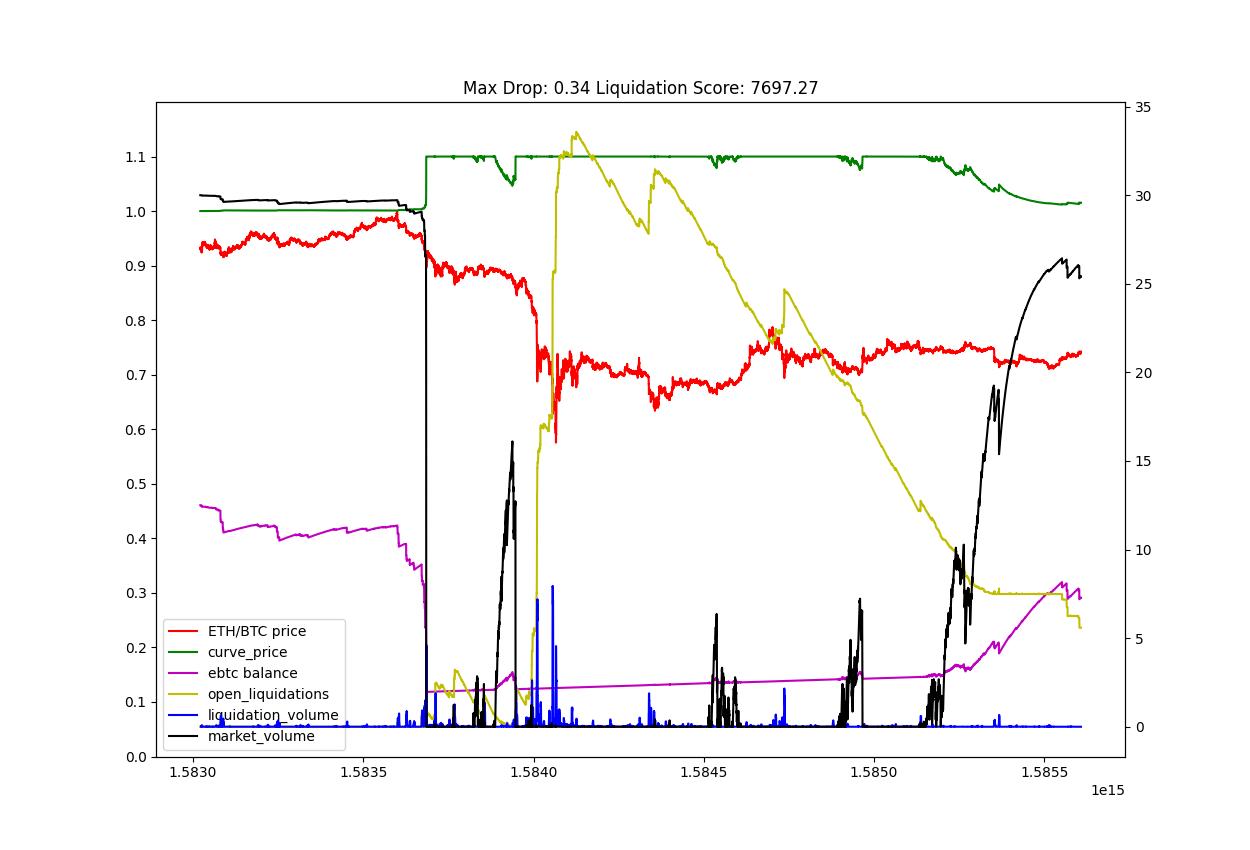 Max Drop: 0.34 Liquidation Score: 7697.27
35
1.1
30
1.0
0.9
25
0.8
20
0.7
0.6
15
0.5
0.4
10
0.3
5
0.2
0.1
0
0.0
ETH/BTC price
curve_price
ebtc balance
open_liquidations
liquidation_volume
market_volume
1.5830 1.5835 1.5840 1.5845 1.5850 1.5855
1e15